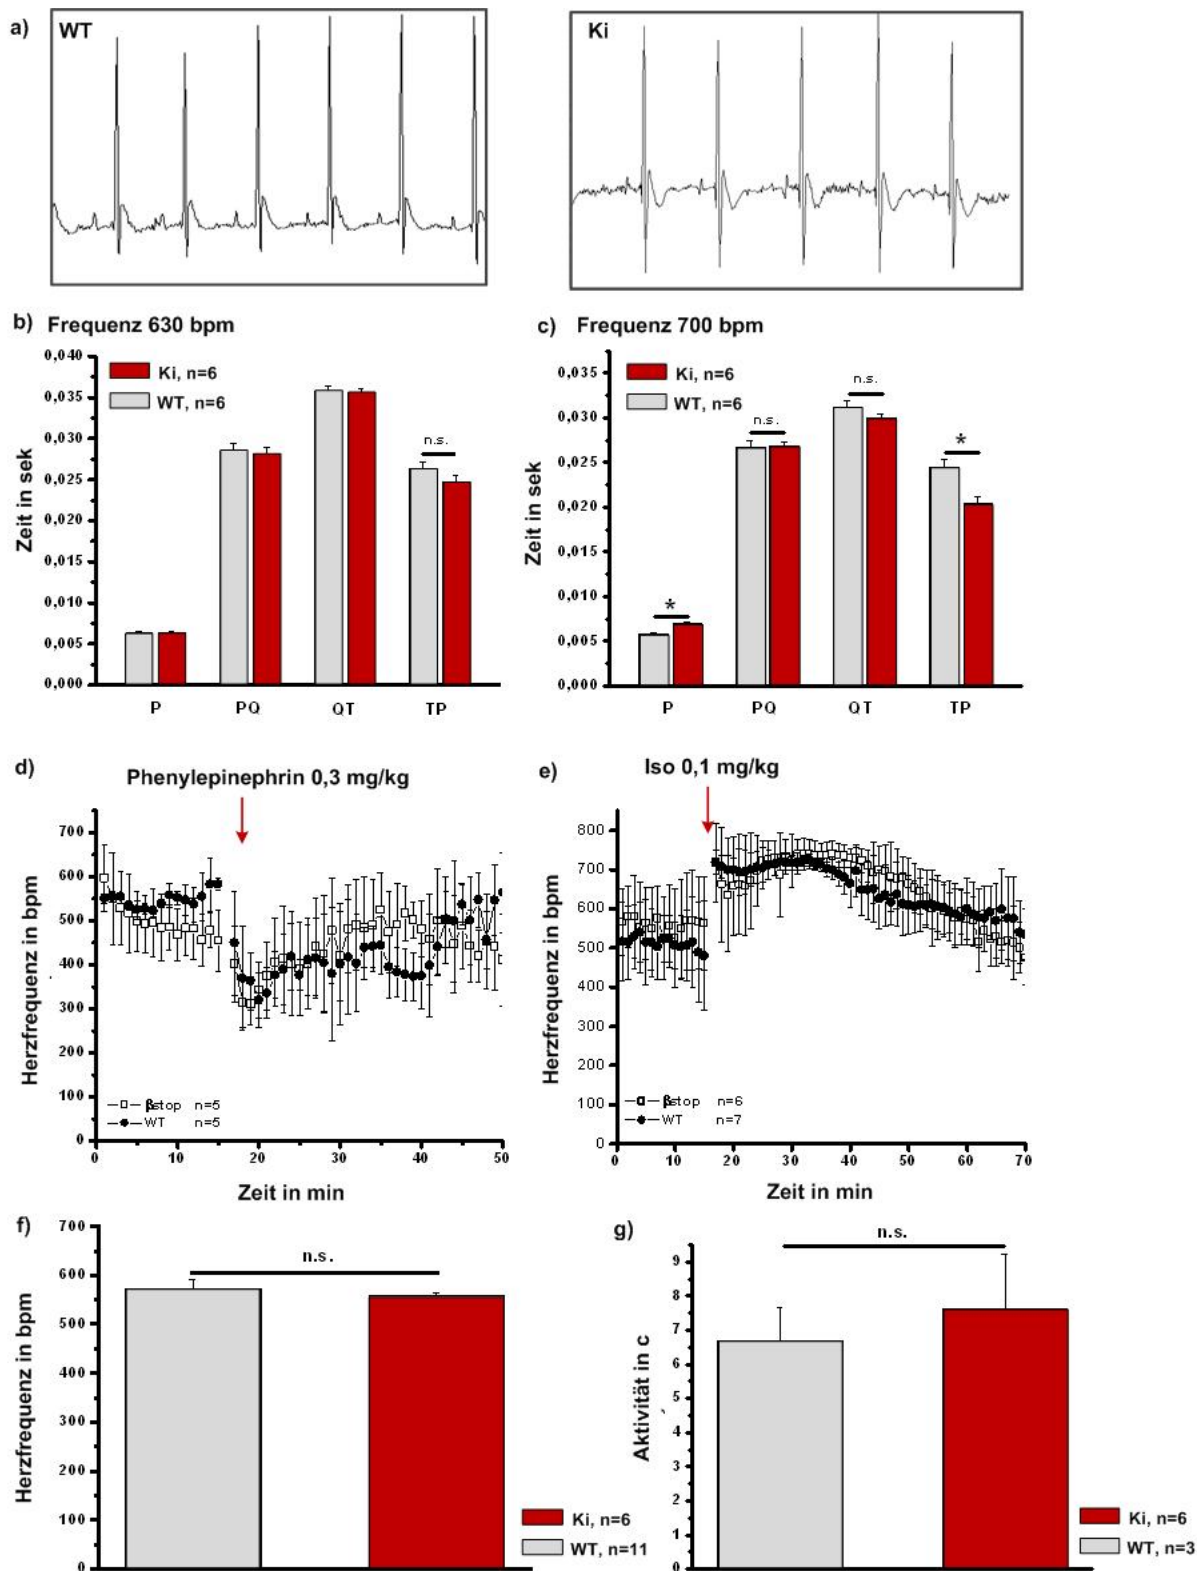 a)
WT
Ki
b) Frequenz 630 bpm
0,040
0,035
0,030
0,025
0,020
0,015
0,010
0,005
0,000
Zeit in sek
Ki, n=6
WT, n=6
n.s.
P PQ QT TP
c) Frequenz 700 bpm
0,035
0,030
0,025
0,020
0,015
0,010
0,005
0,000
Zeit in sek
Ki, n=6
WT, n=6
*
n.s.
n.s.
*
P PQ QT TP
d)
Phenylepinephrin 0,3 mg/kg
700
600
500
400
300
200
100
0
Herzfrequenz in bpm
βstop n=5
WT n=5
0 10 20 30 40 50
Zeit in min
e)
Iso 0,1 mg/kg
800
700
600
500
400
300
200
100
0
Herzfrequenz in bpm
βstop n=6
WT n=7
0 10 20 30 40 50 60 70
Zeit in min
f)
700
600
500
400
300
200
100
0
Herzfrequenz in bpm
n.s.
Ki, n=6
WT, n=11
g)
9
8
7
6
5
4
3
2
1
0
Aktivität in c
n.s.
Ki, n=6
WT, n=3